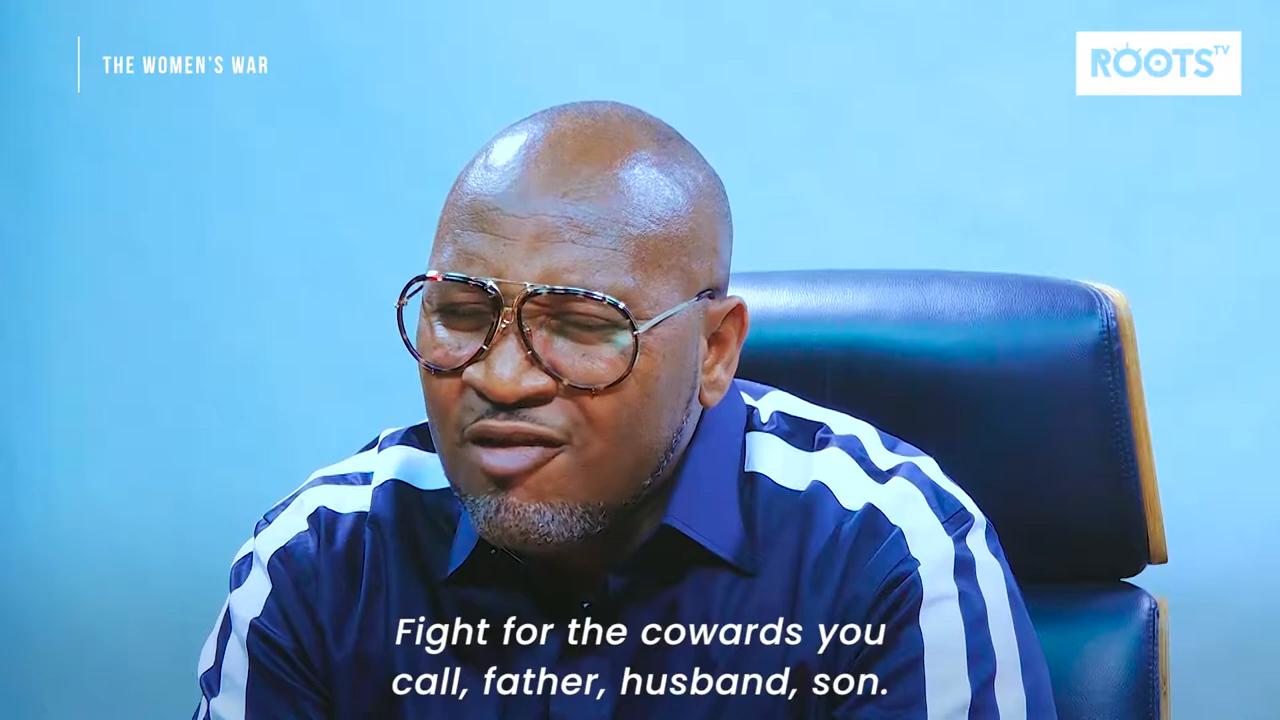 THE WOMEN'S WAR
ROOTS TV
Fight for the cowards you
call, father, husband, son.